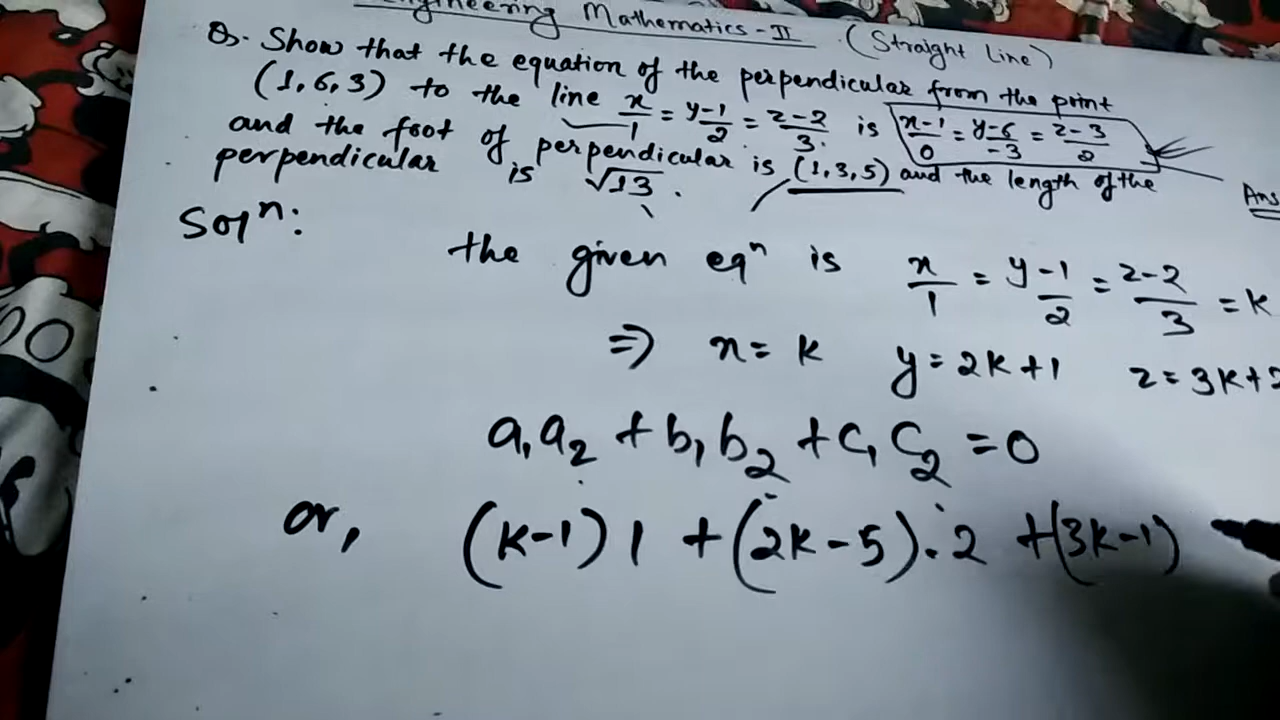 Engineering Mathematics-II (Straight Line)
Q. Show that the equation of the perpendicular from the point
(1, 6, 3) to the line x/1 = y-1/2 = z-2/3 is x-1/0 = y-6/-3 = z-3/2
and the foot of perpendicular is (1, 3, 5) and the length of the
perpendicular is √13.
Ans
Solⁿ:
the given eqⁿ is x/1 = y-1/2 = z-2/3 = k
⇒ x = k y = 2k+1 z = 3k+2
a₁a₂ + b₁b₂ + c₁c₂ = 0
or, (k-1) 1 + (2k-5).2 + (3k-1)